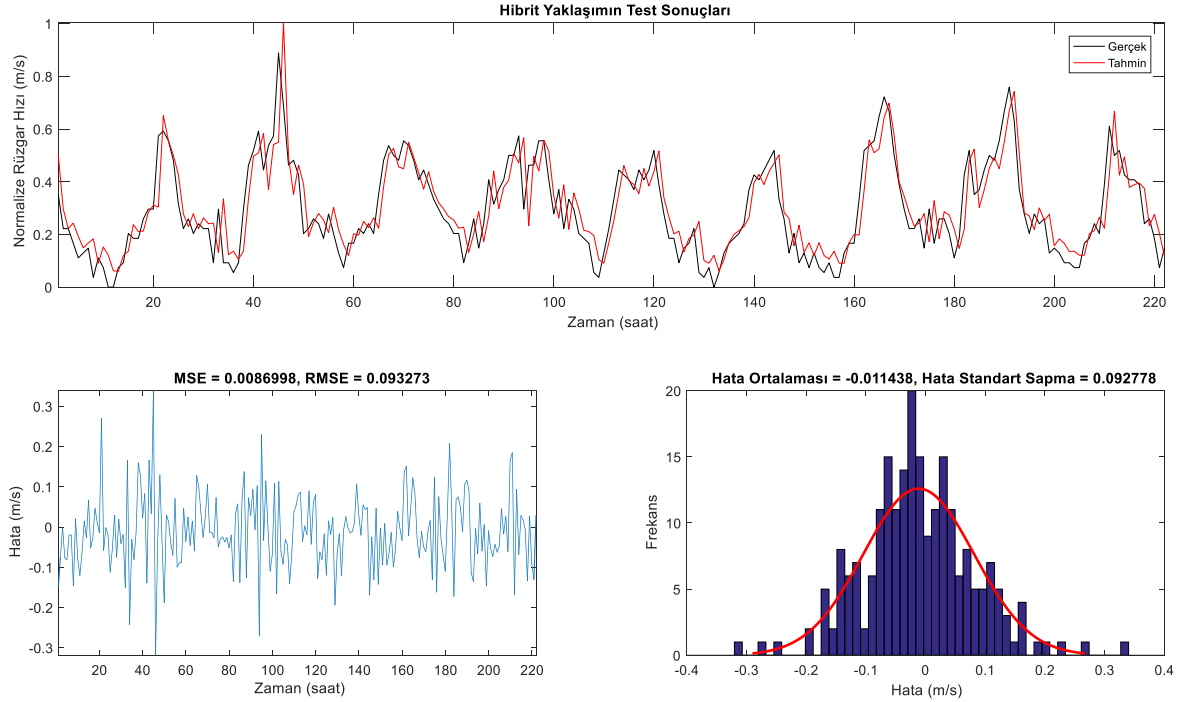 Hibrit Yaklaşımın Test Sonuçları
Normalize Rüzgar Hızı (m/s)
1
0.8
0.6
0.4
0.2
0
Gerçek
Tahmin
20 40 60 80 100 120 140 160 180 200 220
Zaman (saat)
MSE = 0.0086998, RMSE = 0.093273
Hata (m/s)
0.3
0.2
0.1
0
-0.1
-0.2
-0.3
20 40 60 80 100 120 140 160 180 200 220
Zaman (saat)
Hata Ortalaması = -0.011438, Hata Standart Sapma = 0.092778
Frekans
20
15
10
5
0
-0.4 -0.3 -0.2 -0.1 0 0.1 0.2 0.3 0.4
Hata (m/s)